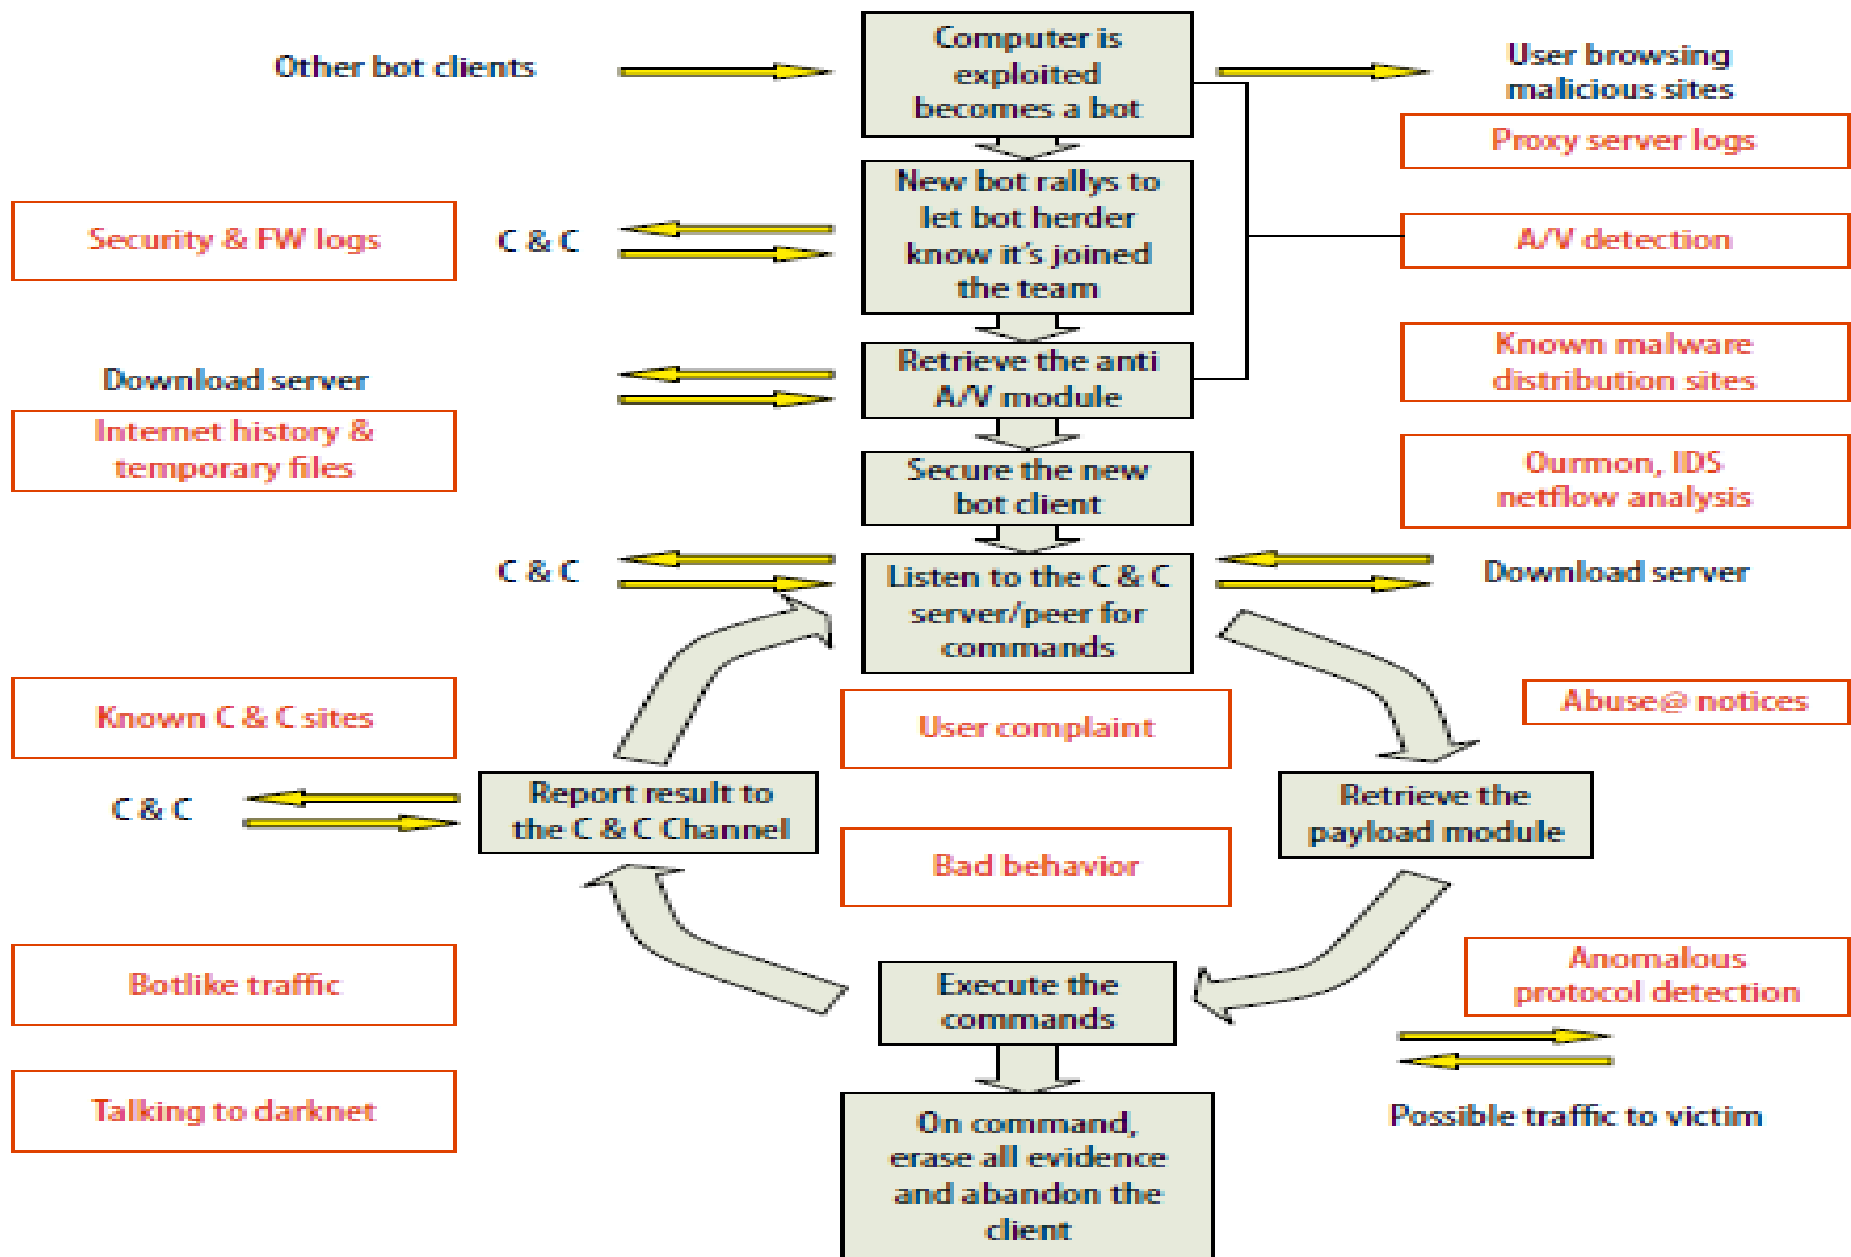 Other bot clients
Computer is
exploited
becomes a bot
User browsing
malicious sites
Proxy server logs
Security & FW logs
C & C
New bot rallys to
let bot herder
know it's joined
the team
A/V detection
Download server
Internet history &
temporary files
Retrieve the anti
A/V module
Known malware
distribution sites
Secure the new
bot client
Ourmon, IDS
netflow analysis
C & C
Listen to the C & C
server/peer for
commands
Download server
Known C & C sites
User complaint
Abuse@ notices
C & C
Report result to
the C & C Channel
Bad behavior
Retrieve the
payload module
Botlike traffic
Execute the
commands
Anomalous
protocol detection
Talking to darknet
On command,
erase all evidence
and abandon the
client
Possible traffic to victim